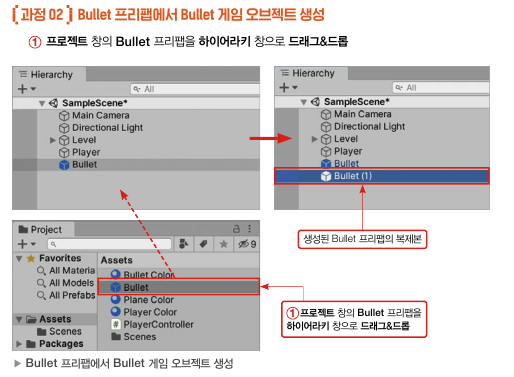 [과정 02] Bullet 프리팹에서 Bullet 게임 오브젝트 생성
① 프로젝트 창의 Bullet 프리팹을 하이어라키 창으로 드래그&드롭
Hierarchy
+ ▾ All
SampleScene*
Main Camera
Directional Light
Level
Player
Bullet
Hierarchy
+ ▾ All
SampleScene*
Main Camera
Directional Light
Level
Player
Bullet
Bullet (1)
생성된 Bullet 프리팹의 복제본
Project
+ ▾ 9
Favorites
All Materia
All Models
All Prefabs
Assets
Scenes
Packages
Assets
Bullet Color
Bullet
Plane Color
Player Color
PlayerController
Scenes
① 프로젝트 창의 Bullet 프리팹을
하이어라키 창으로 드래그&드롭
▶ Bullet 프리팹에서 Bullet 게임 오브젝트 생성